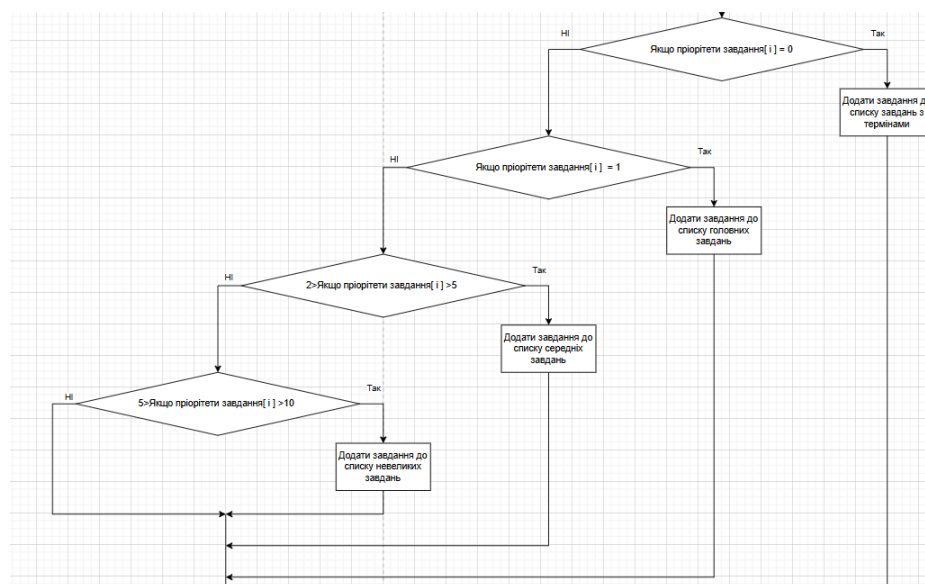 НІ
Якщо пріорітети завдання[ i ] = 0
Так
Додати завдання д
списку завдань з
термінами
НІ
Якщо пріорітети завдання[ i ] = 1
Так
Додати завдання до
списку головних
завдань
НІ
2>Якщо пріорітети завдання[ i ] >5
Так
Додати завдання до
списку середніх
завдань
НІ
5>Якщо пріорітети завдання[ i ] >10
Так
Додати завдання до
списку невеликих
завдань